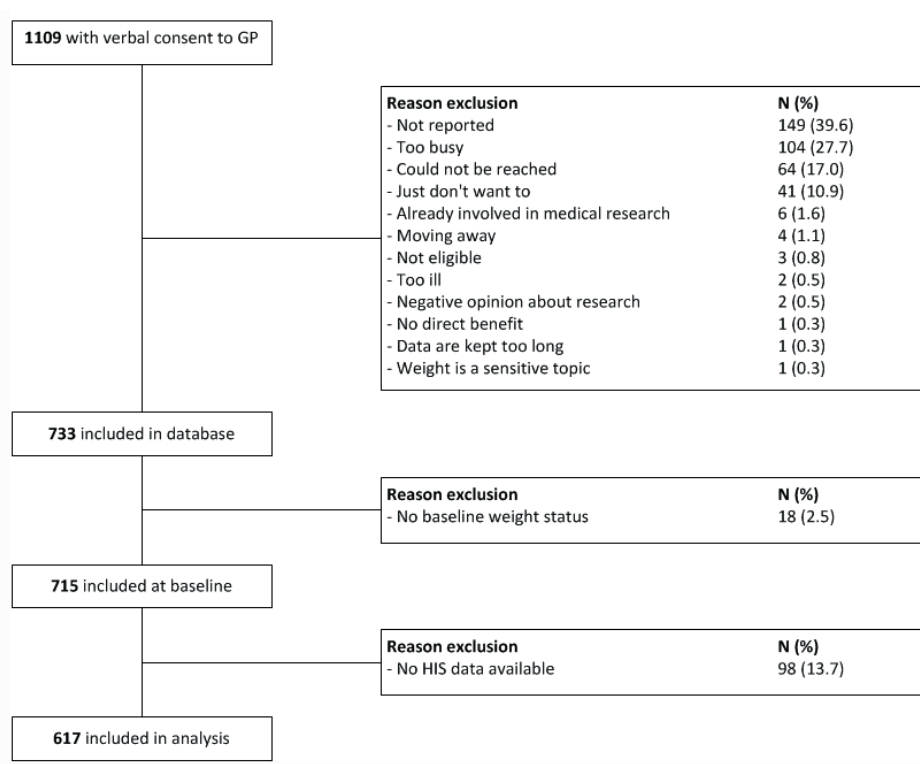 1109 with verbal consent to GP
Reason exclusion N (%)
- Not reported 149 (39.6)
- Too busy 104 (27.7)
- Could not be reached 64 (17.0)
- Just don't want to 41 (10.9)
- Already involved in medical research 6 (1.6)
- Moving away 4 (1.1)
- Not eligible 3 (0.8)
- Too ill 2 (0.5)
- Negative opinion about research 2 (0.5)
- No direct benefit 1 (0.3)
- Data are kept too long 1 (0.3)
- Weight is a sensitive topic 1 (0.3)
733 included in database
Reason exclusion N (%)
- No baseline weight status 18 (2.5)
715 included at baseline
Reason exclusion N (%)
- No HIS data available 98 (13.7)
617 included in analysis